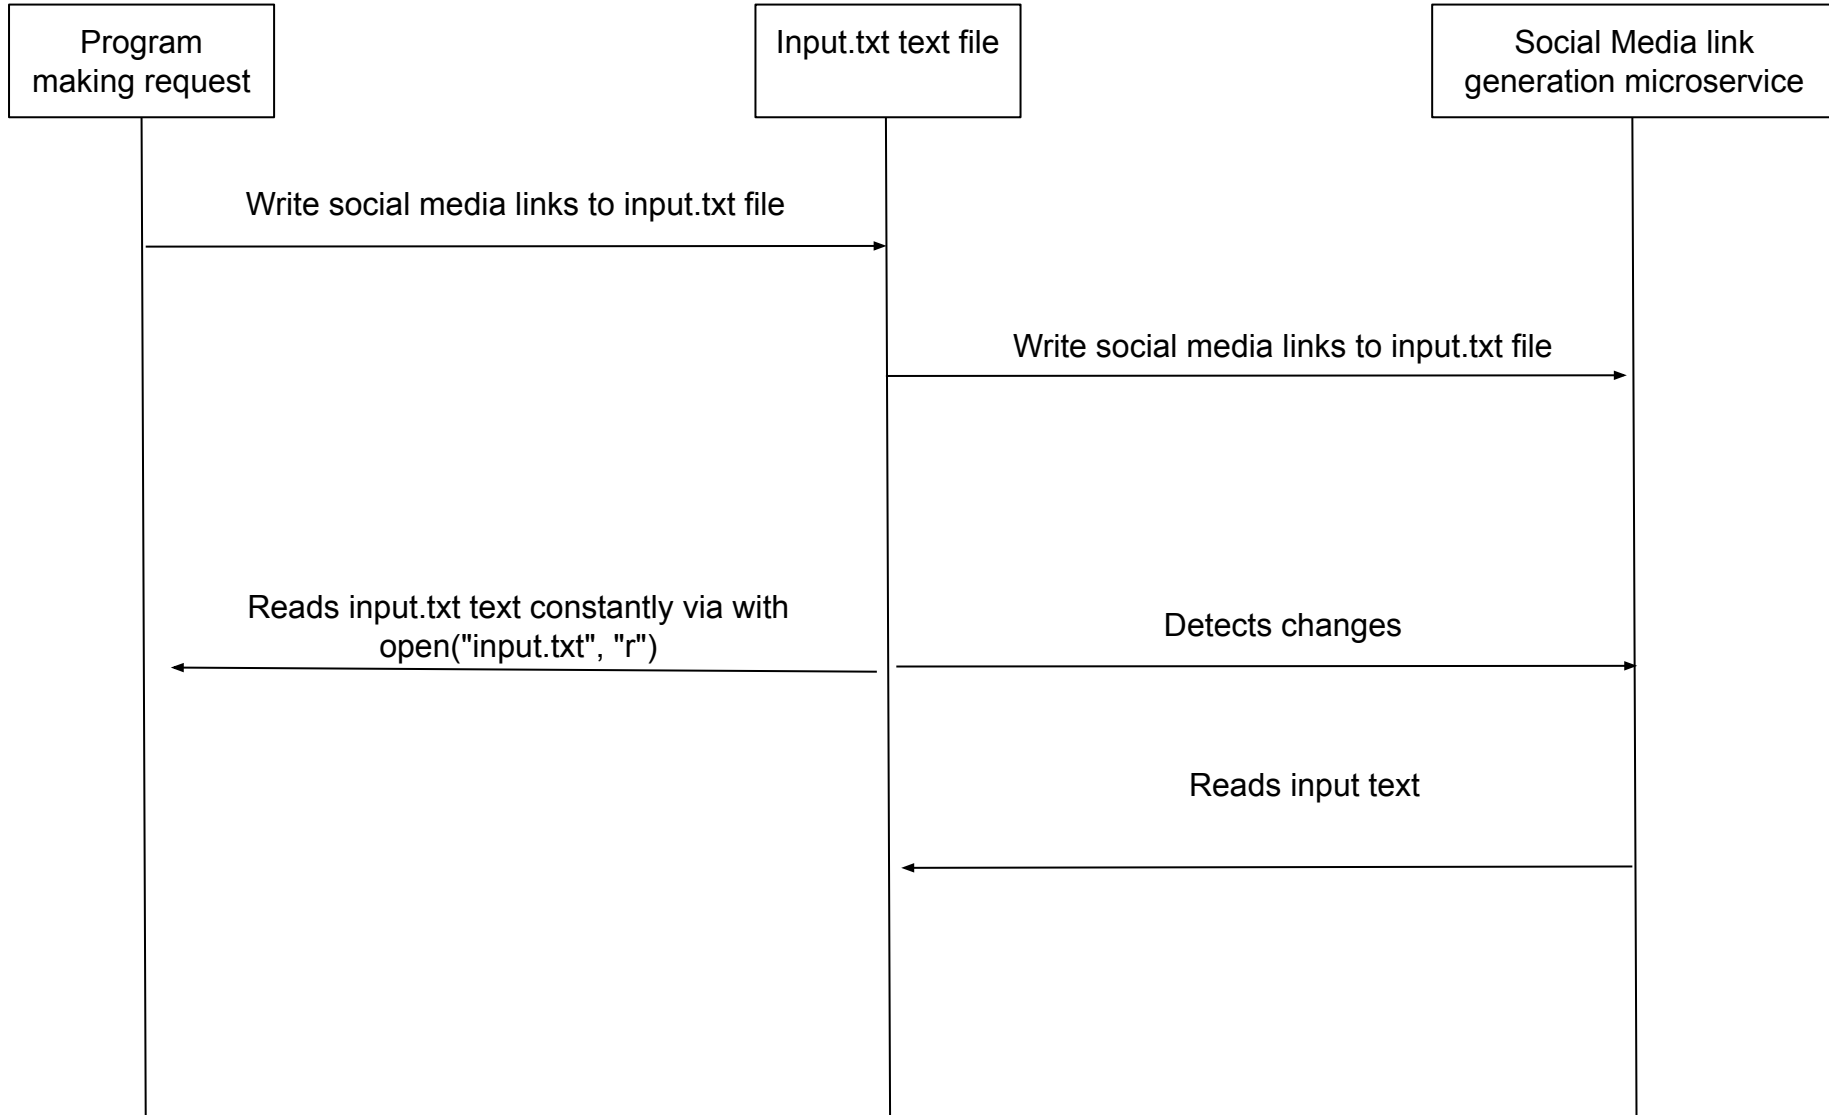 Program
making request
Input.txt text file
Social Media link
generation microservice
Write social media links to input.txt file
Write social media links to input.txt file
Reads input.txt text constantly via with
open("input.txt", "r")
Detects changes
Reads input text